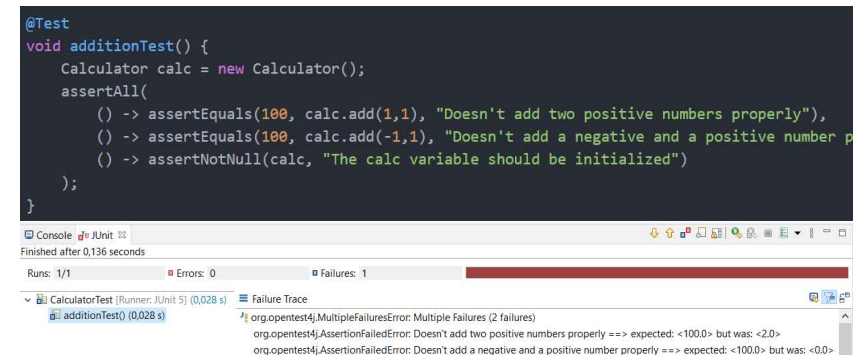 @Test
void additionTest() {
    Calculator calc = new Calculator();
    assertAll(
        () -> assertEquals(100, calc.add(1,1), "Doesn't add two positive numbers properly"),
        () -> assertEquals(100, calc.add(-1,1), "Doesn't add a negative and a positive number p
        () -> assertNotNull(calc, "The calc variable should be initialized")
    );
}
Console JUnit
Finished after 0,136 seconds
Runs: 1/1 Errors: 0 Failures: 1
CalculatorTest [Runner: JUnit 5] (0,028 s) Failure Trace
additionTest() (0,028 s) org.opentest4j.MultipleFailuresError: Multiple Failures (2 failures)
org.opentest4j.AssertionFailedError: Doesn't add two positive numbers properly ==> expected: <100.0> but was: <2.0>
org.opentest4j.AssertionFailedError: Doesn't add a negative and a positive number properly ==> expected: <100.0> but was: <0.0>